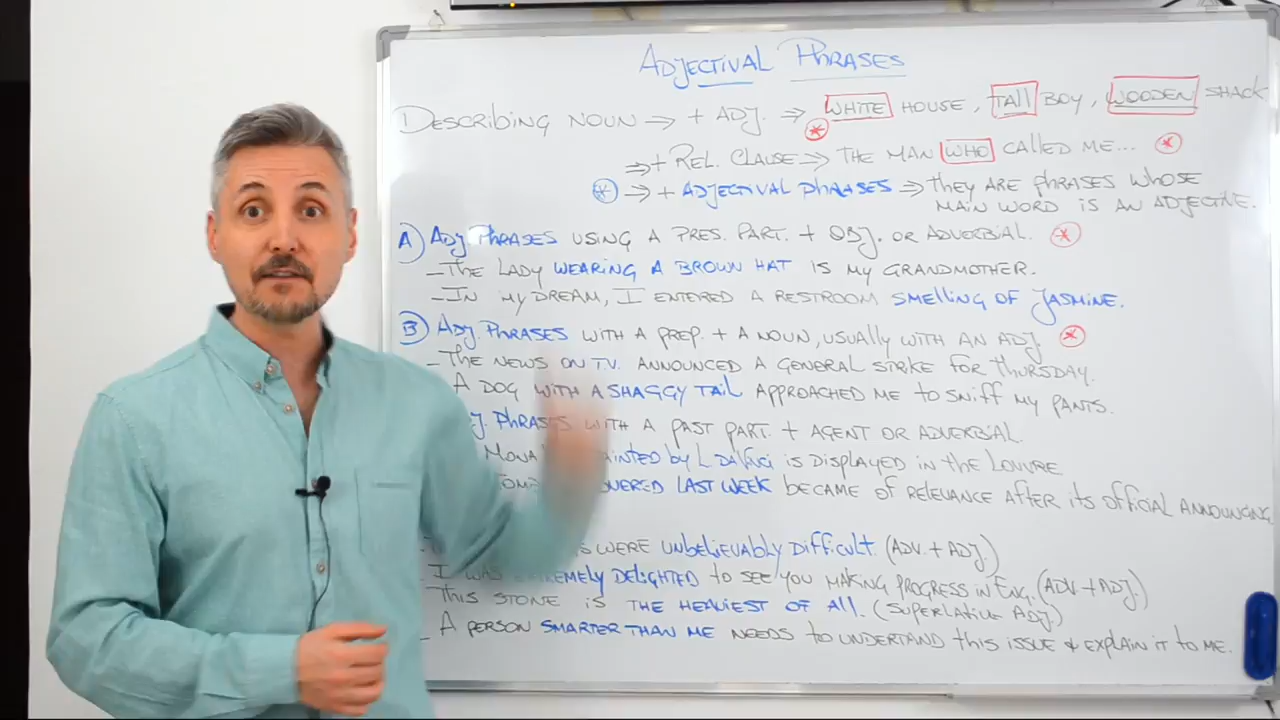 ADJECTIVAL PHRASES
DESCRIBING NOUN → + ADJ. ⇒ WHITE HOUSE, TALL BOY, WOODEN SHACK
⇒ + REL. CLAUSE ⇒ THE MAN WHO CALLED ME...
→ + ADJECTIVAL PHRASES ⇒ THEY ARE PHRASES WHOSE
MAIN WORD IS AN ADJECTIVE.
A) ADJ PHRASES USING A PRES. PART. + OBJ. OR ADVERBIAL.
- THE LADY WEARING A BROWN HAT IS MY GRANDMOTHER.
- IN MY DREAM, I ENTERED A RESTROOM SMELLING OF JASMINE.
B) ADJ. PHRASES WITH A PREP. + A NOUN, USUALLY WITH AN ADJ
- THE NEWS ON T.V. ANNOUNCED A GENERAL STRIKE FOR THURSDAY.
A DOG WITH A SHAGGY TAIL APPROACHED ME TO SNIFF MY PANTS.
PHRASES WITH A PAST PART. + AGENT OR ADVERBIAL.
BY L. DAVINCI IS DISPLAYED IN THE LOUVRE
LAST WEEK BECAME OF RELEVANCE AFTER ITS OFFICIAL ANNOUNCING.
WERE UNBELIEVABLY DIFFICULT. (ADV. + ADJ.)
- I WAS EXTREMELY DELIGHTED TO SEE YOU MAKING PROGRESS IN ENG. (ADV + ADJ.)
- THIS STONE IS THE HEAVIEST OF ALL. (SUPERLATIVE ADJ.)
- A PERSON SMARTER THAN ME NEEDS TO UNDERTAND THIS ISSUE & EXPLAIN IT TO ME.